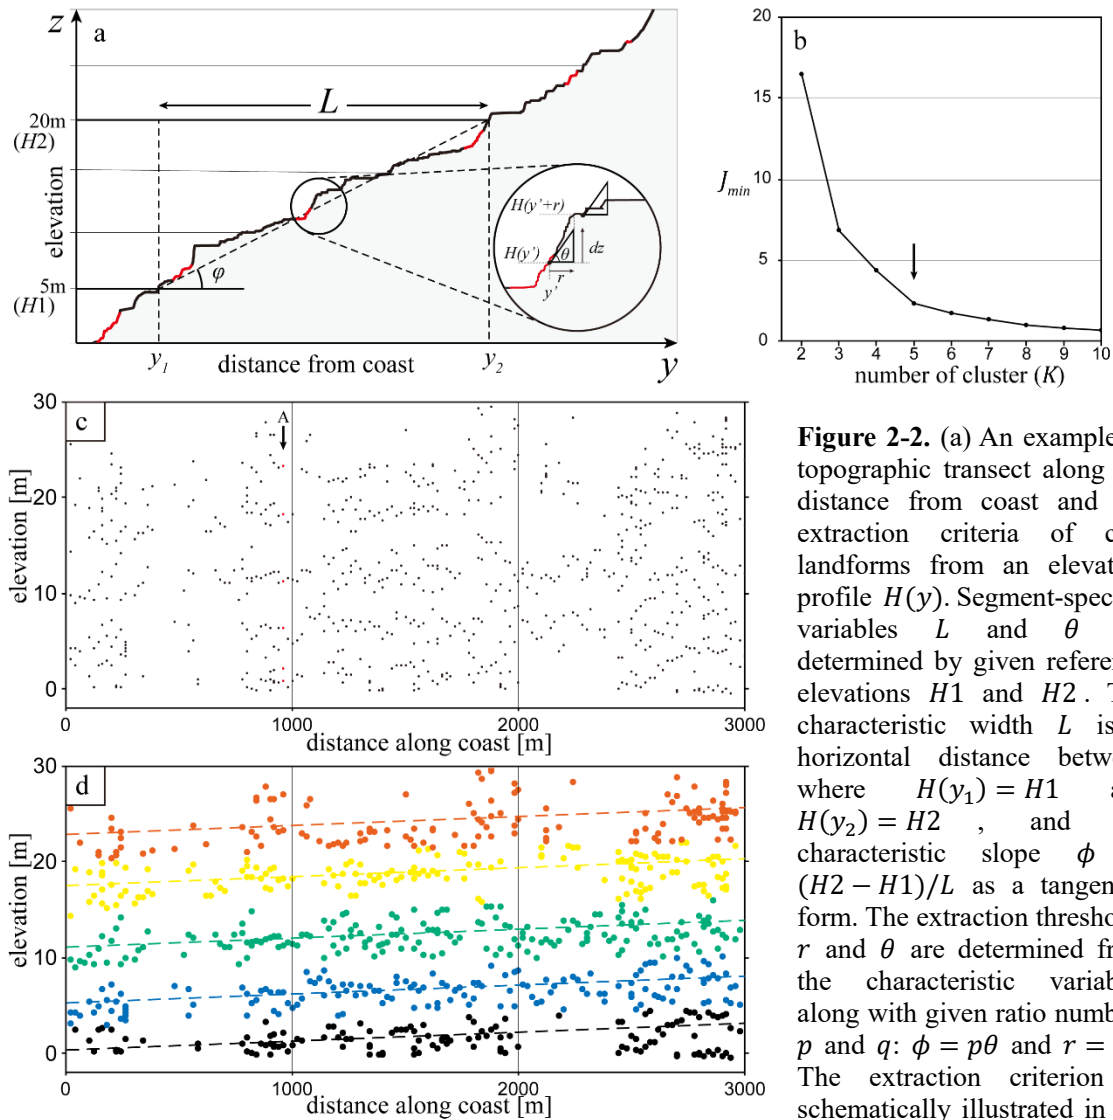 z
a
20m
(H2)
elevation
5m
(H1)
L
φ
H(y'+r)
H(y')
θ
dz
r
y'
y1
distance from coast
y2
y
b
20
15
10
5
0
Jmin
2 3 4 5 6 7 8 9 10
number of cluster (K)
c
A
30
20
10
0
elevation [m]
0 1000 2000 3000
distance along coast [m]
d
30
20
10
0
elevation [m]
0 1000 2000 3000
distance along coast [m]
Figure 2-2. (a) An example
topographic transect along
distance from coast and
extraction criteria of c
landforms from an elevat
profile H(y). Segment-spec
variables L and θ
determined by given refere
elevations H1 and H2. T
characteristic width L is
horizontal distance betw
where H(y1) = H1 a
H(y2) = H2 , and
characteristic slope ϕ
(H2 − H1)/L as a tangen
form. The extraction thresho
r and θ are determined fr
the characteristic variab
along with given ratio numb
p and q: ϕ = pθ and r =
The extraction criterion
schematically illustrated in